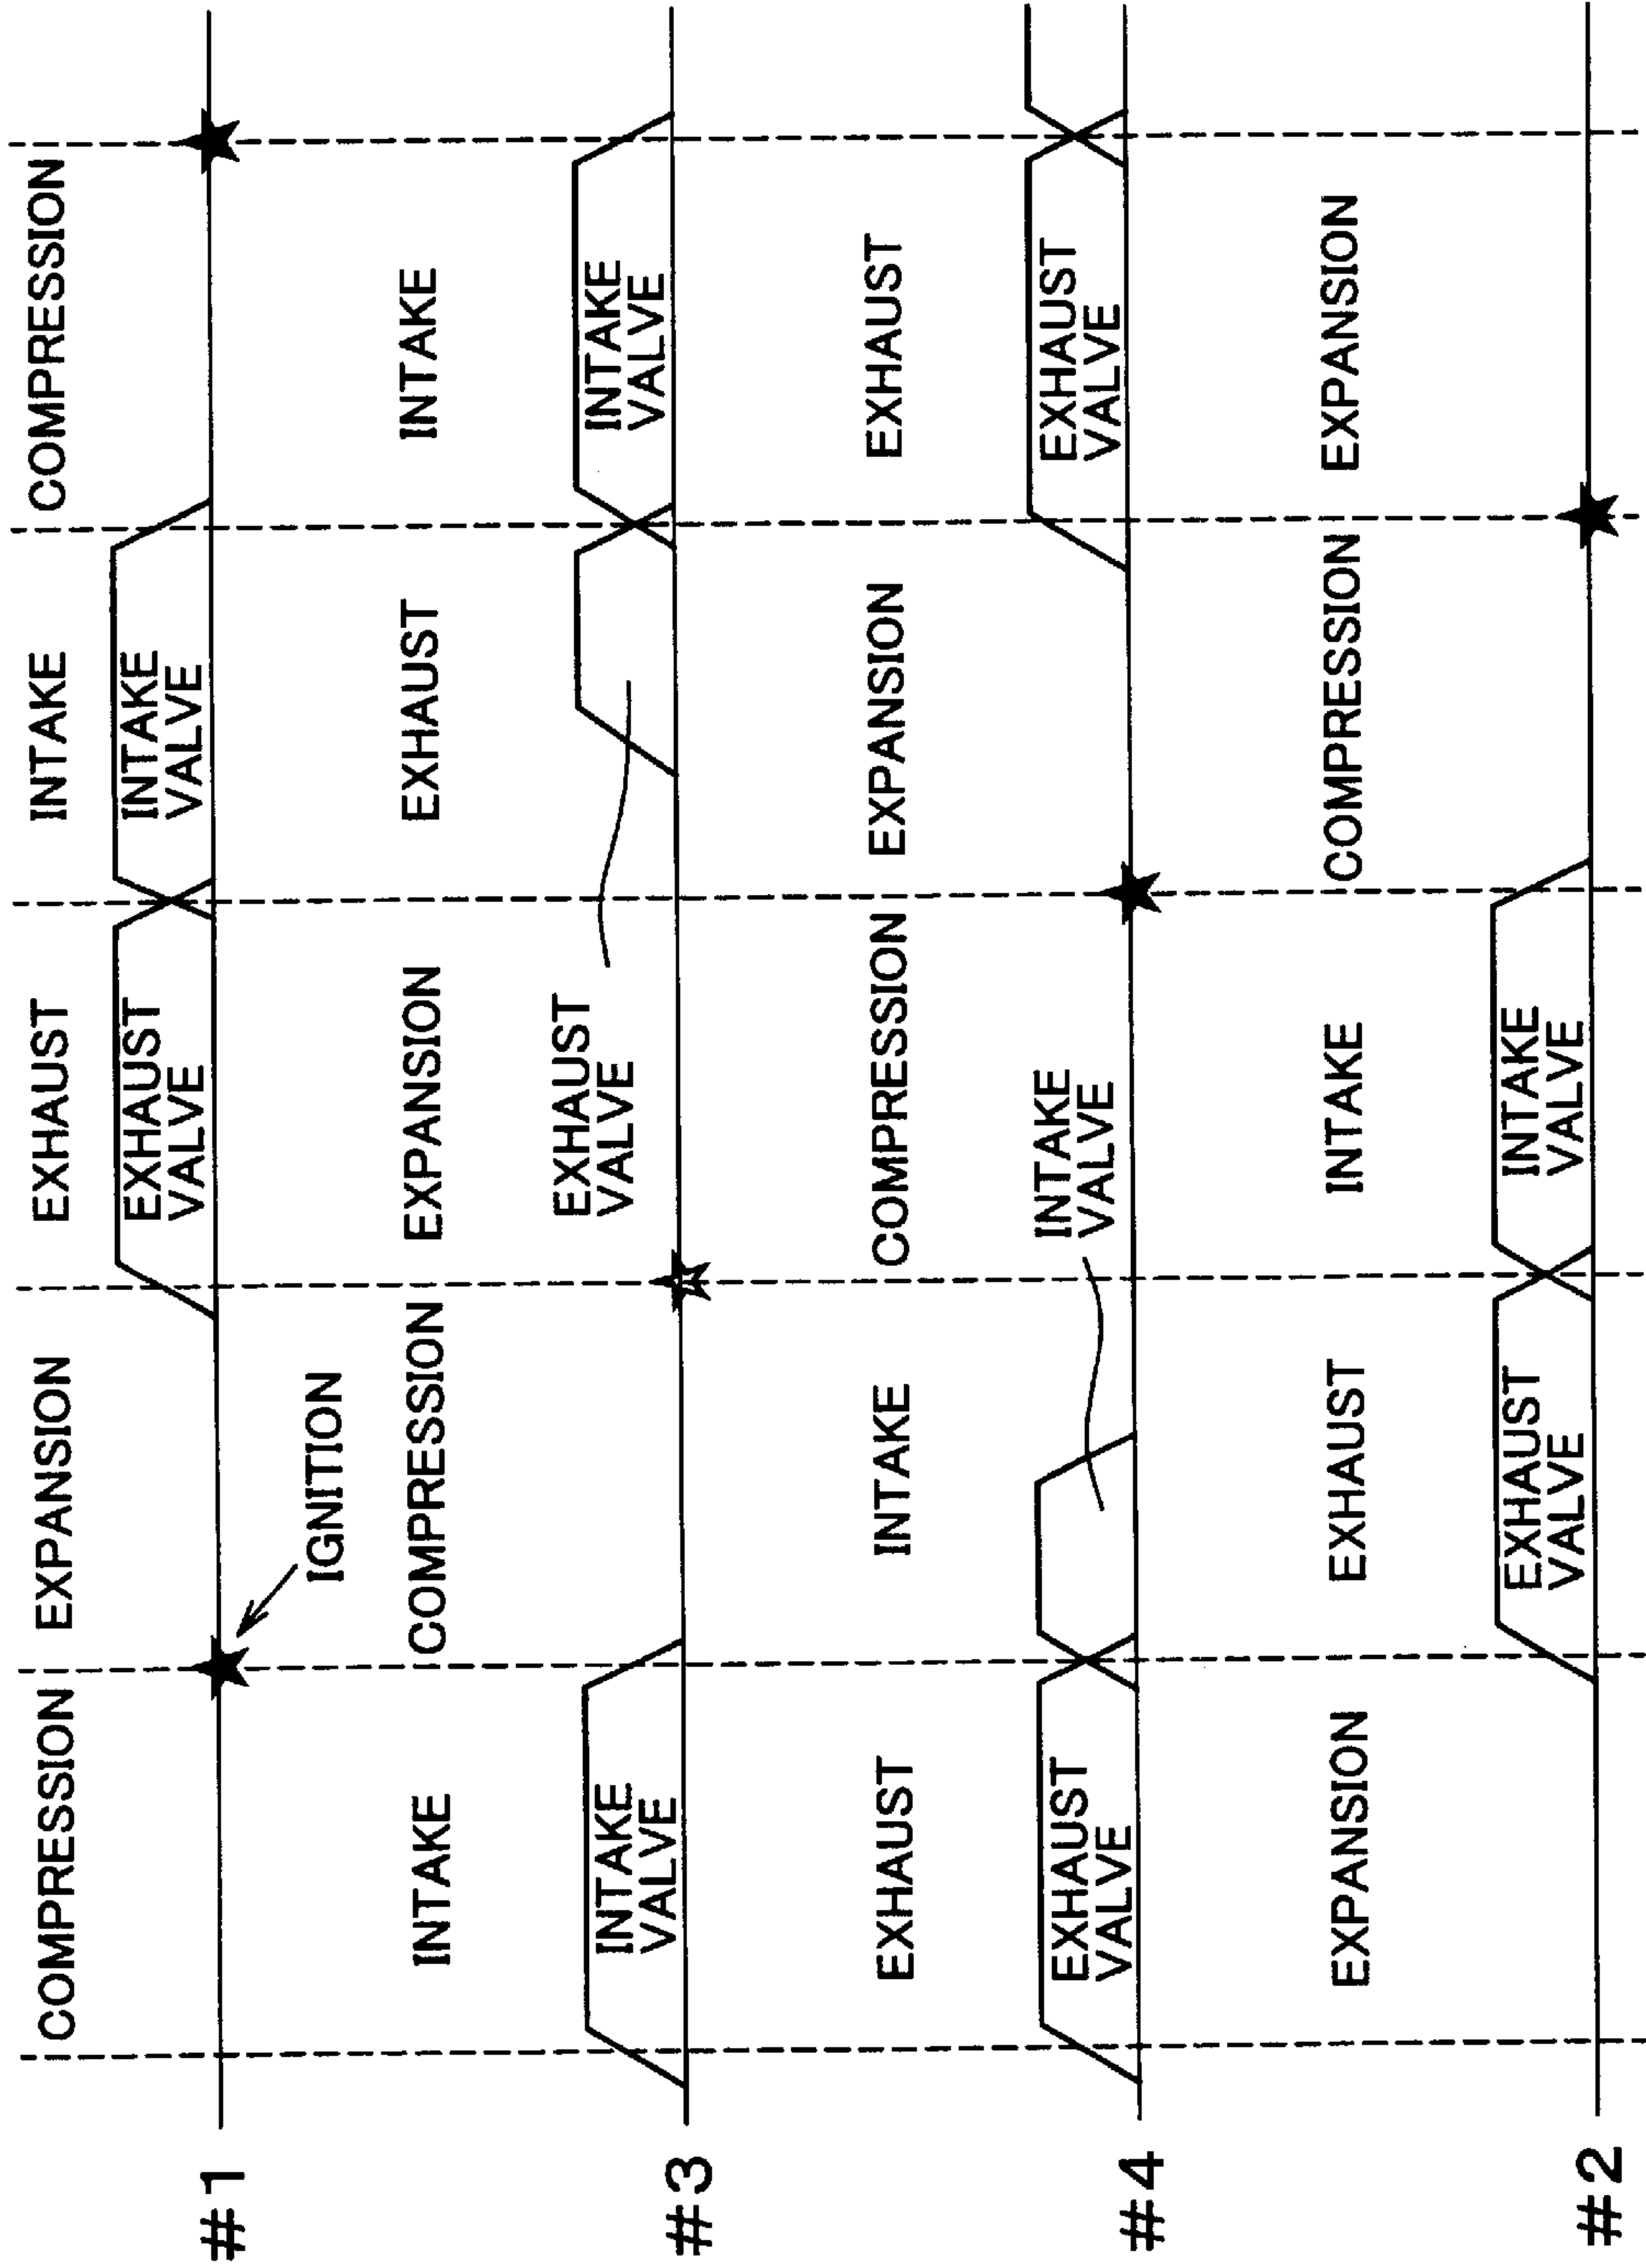 COMPRESSION
EXPANSION
EXHAUST
INTAKE
COMPRESSION
EXHAUST
VALVE
INTAKE
VALVE
#1
IGNITION
INTAKE
COMPRESSION
EXPANSION
EXHAUST
INTAKE
INTAKE
VALVE
EXHAUST
VALVE
INTAKE
VALVE
#3
EXHAUST
INTAKE
COMPRESSION
EXPANSION
EXHAUST
EXHAUST
VALVE
INTAKE
VALVE
EXHAUST
VALVE
#4
EXPANSION
EXHAUST
INTAKE
COMPRESSION
EXPANSION
EXHAUST
VALVE
INTAKE
VALVE
#2